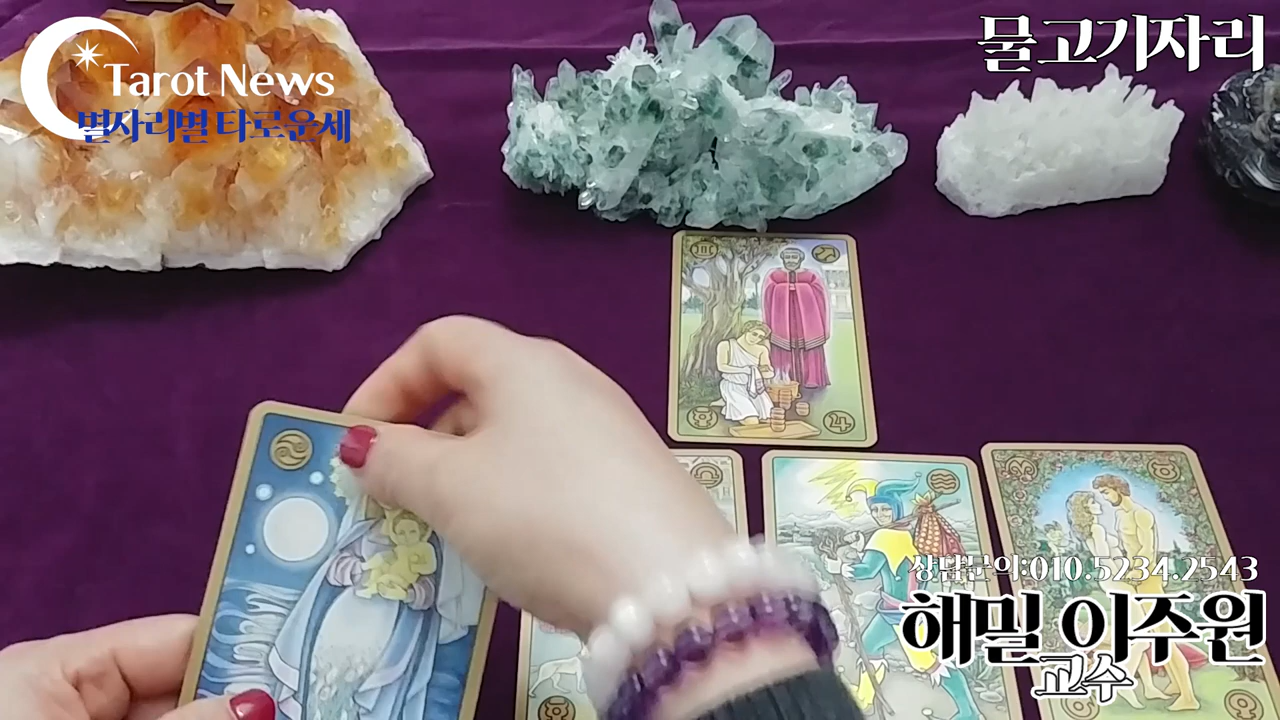 Tarot News
별자리별 타로운세
물고기자리
상담문의:010.5234.2543
해밀 이주원
교수